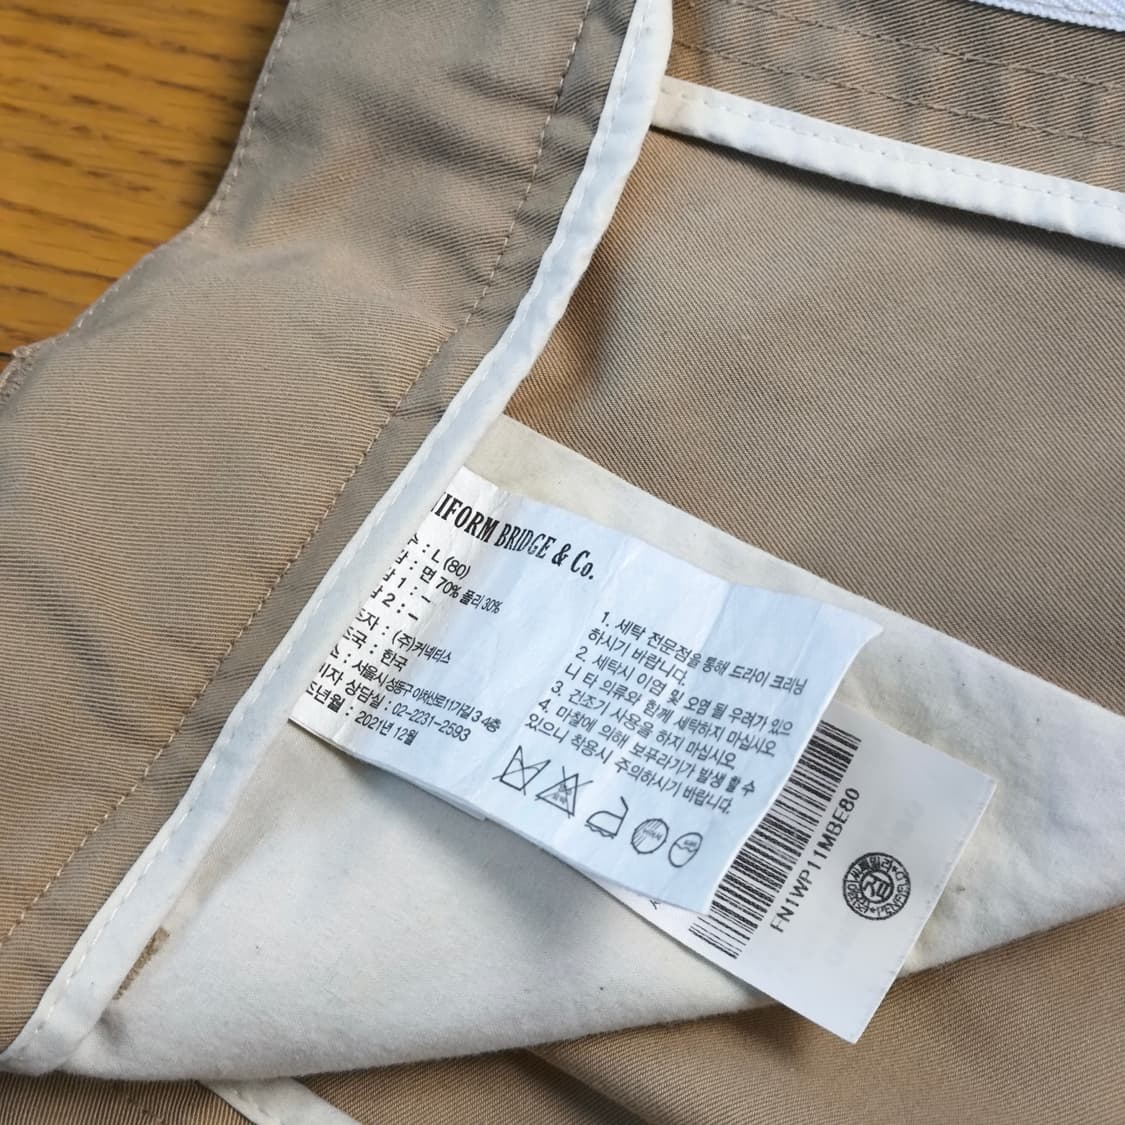 IFORM BRIDGE & Co.
: L (80)
: 면 70% 폴리 30%
1 : -
2 : -
자 : (주)커넥터스
국 : 한국
: 서울시 성동구 아차산로11가길 3 4층
자 상담실 : 02-2231-2593
년월 : 2021년 12월
1. 세탁 전문점을 통해 드라이 크리닝
하시기 바랍니다.
2. 세탁시 이염 및 오염 될 우려가 있으
니 타 의류와 함께 세탁하지 마십시오
3. 건조기 사용을 하지 마십시오
4. 마찰에 의해 보푸라기가 발생 할 수
있으니 착용시 주의하시기 바랍니다.
FN1WP11MBE80